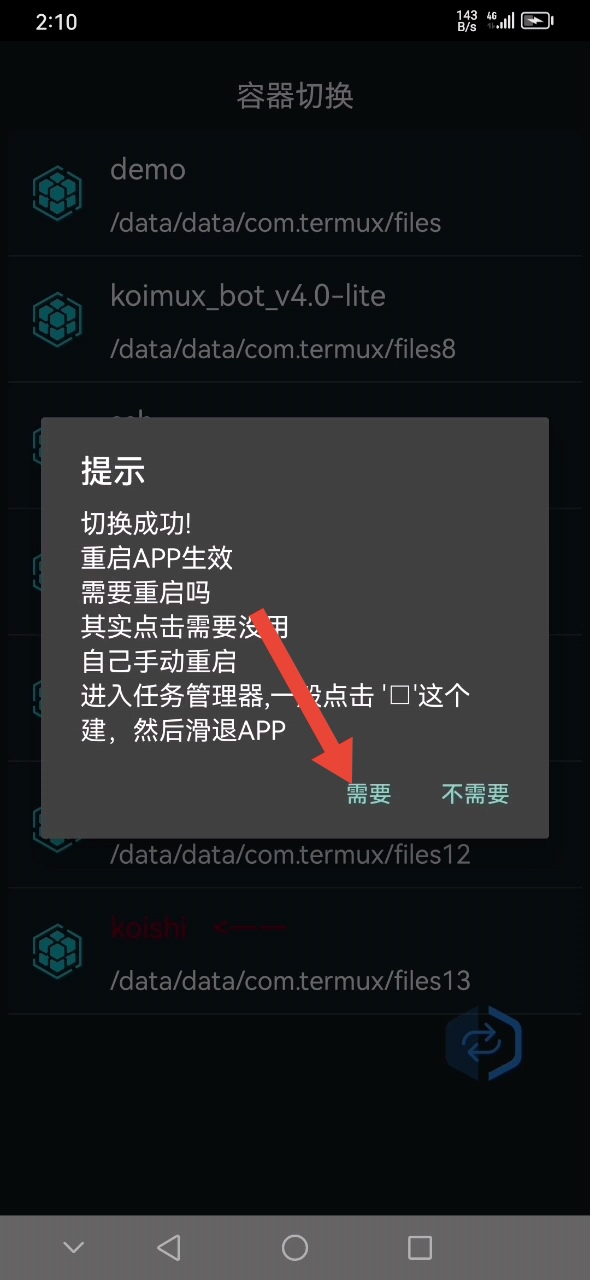 2:10
143
B/s
4G
容器切换
demo
/data/data/com.termux/files
koimux_bot_v4.0-lite
/data/data/com.termux/files8
提示
切换成功!
重启APP生效
需要重启吗
其实点击需要没用
自己手动重启
进入任务管理器,一般点击 '□'这个
建，然后滑退APP
需要 不需要
/data/data/com.termux/files12
koishi <---
/data/data/com.termux/files13